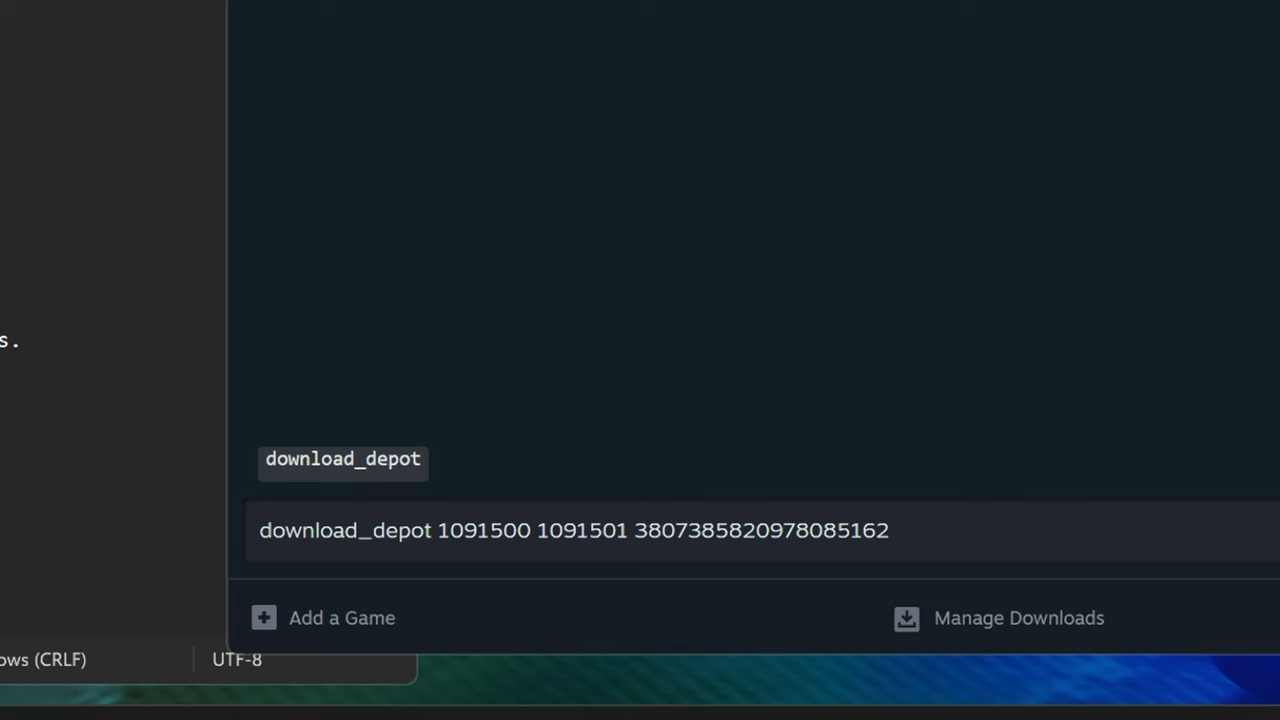 s.
download_depot
download_depot 1091500 1091501 3807385820978085162
Add a Game
Manage Downloads
ows (CRLF)
UTF-8